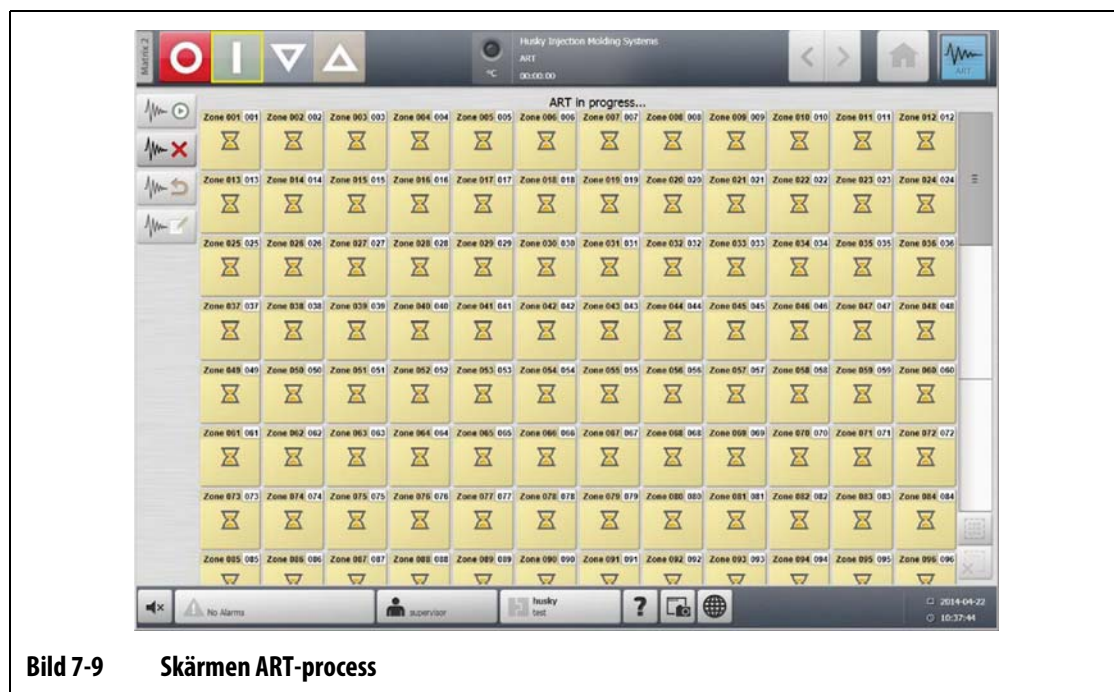 Matrix 2
Husky Injection Molding Systems
ART
°C 00:00:00
ART
ART in progress...
Zone 001 001 Zone 002 002 Zone 003 003 Zone 004 004 Zone 005 005 Zone 006 006 Zone 007 007 Zone 008 008 Zone 009 009 Zone 010 010 Zone 011 011 Zone 012 012
Zone 013 013 Zone 014 014 Zone 015 015 Zone 016 016 Zone 017 017 Zone 018 018 Zone 019 019 Zone 020 020 Zone 021 021 Zone 022 022 Zone 023 023 Zone 024 024
Zone 025 025 Zone 026 026 Zone 027 027 Zone 028 028 Zone 029 029 Zone 030 030 Zone 031 031 Zone 032 032 Zone 033 033 Zone 034 034 Zone 035 035 Zone 036 036
Zone 037 037 Zone 038 038 Zone 039 039 Zone 040 040 Zone 041 041 Zone 042 042 Zone 043 043 Zone 044 044 Zone 045 045 Zone 046 046 Zone 047 047 Zone 048 048
Zone 049 049 Zone 050 050 Zone 051 051 Zone 052 052 Zone 053 053 Zone 054 054 Zone 055 055 Zone 056 056 Zone 057 057 Zone 058 058 Zone 059 059 Zone 060 060
Zone 061 061 Zone 062 062 Zone 063 063 Zone 064 064 Zone 065 065 Zone 066 066 Zone 067 067 Zone 068 068 Zone 069 069 Zone 070 070 Zone 071 071 Zone 072 072
Zone 073 073 Zone 074 074 Zone 075 075 Zone 076 076 Zone 077 077 Zone 078 078 Zone 079 079 Zone 080 080 Zone 081 081 Zone 082 082 Zone 083 083 Zone 084 084
Zone 085 085 Zone 086 086 Zone 087 087 Zone 088 088 Zone 089 089 Zone 090 090 Zone 091 091 Zone 092 092 Zone 093 093 Zone 094 094 Zone 095 095 Zone 096 096
No Alarms
supervisor
husky
test
?
2014-04-22
10:37:44
Bild 7-9 Skärmen ART-process